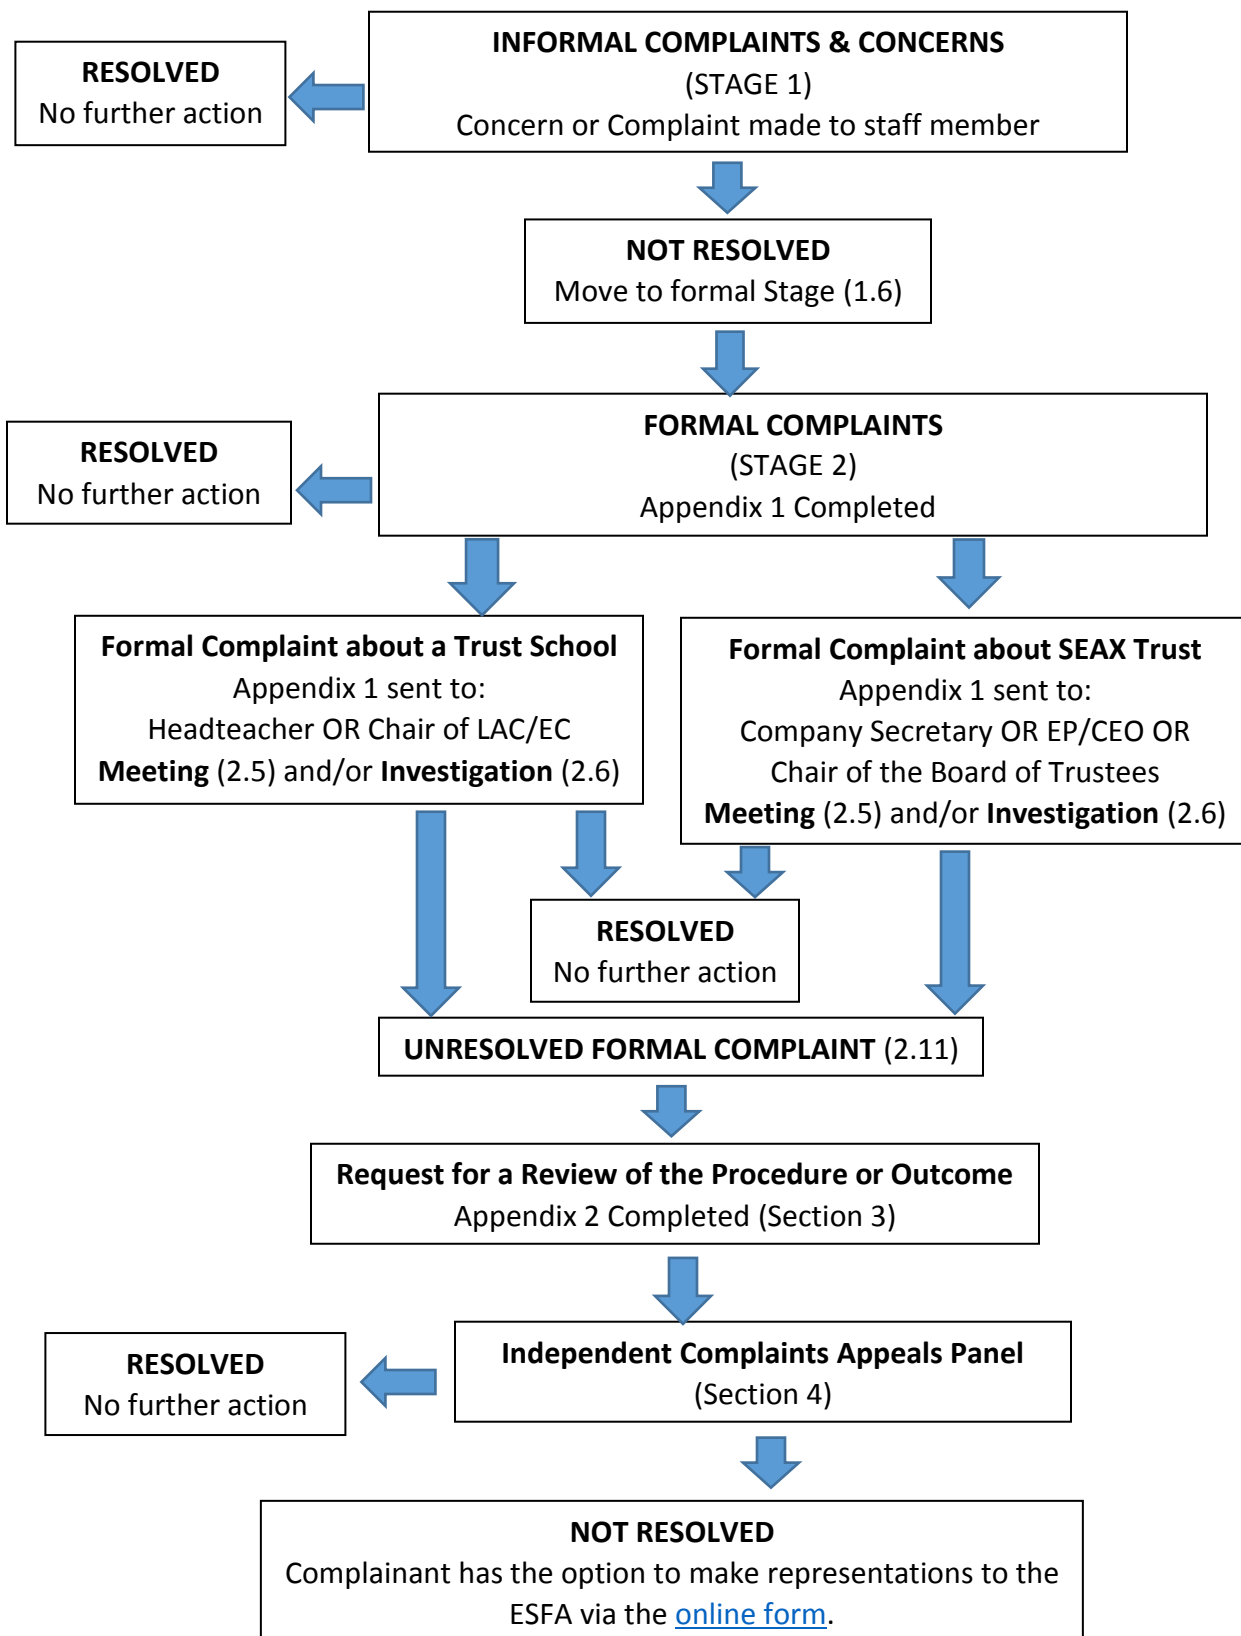 INFORMAL COMPLAINTS & CONCERNS
(STAGE 1)
Concern or Complaint made to staff member
RESOLVED
No further action
NOT RESOLVED
Move to formal Stage (1.6)
FORMAL COMPLAINTS
(STAGE 2)
Appendix 1 Completed
RESOLVED
No further action
Formal Complaint about a Trust School
Appendix 1 sent to:
Headteacher OR Chair of LAC/EC
Meeting (2.5) and/or Investigation (2.6)
Formal Complaint about SEAX Trust
Appendix 1 sent to:
Company Secretary OR EP/CEO OR
Chair of the Board of Trustees
Meeting (2.5) and/or Investigation (2.6)
RESOLVED
No further action
UNRESOLVED FORMAL COMPLAINT (2.11)
Request for a Review of the Procedure or Outcome
Appendix 2 Completed (Section 3)
Independent Complaints Appeals Panel
(Section 4)
RESOLVED
No further action
NOT RESOLVED
Complainant has the option to make representations to the
ESFA via the online form.